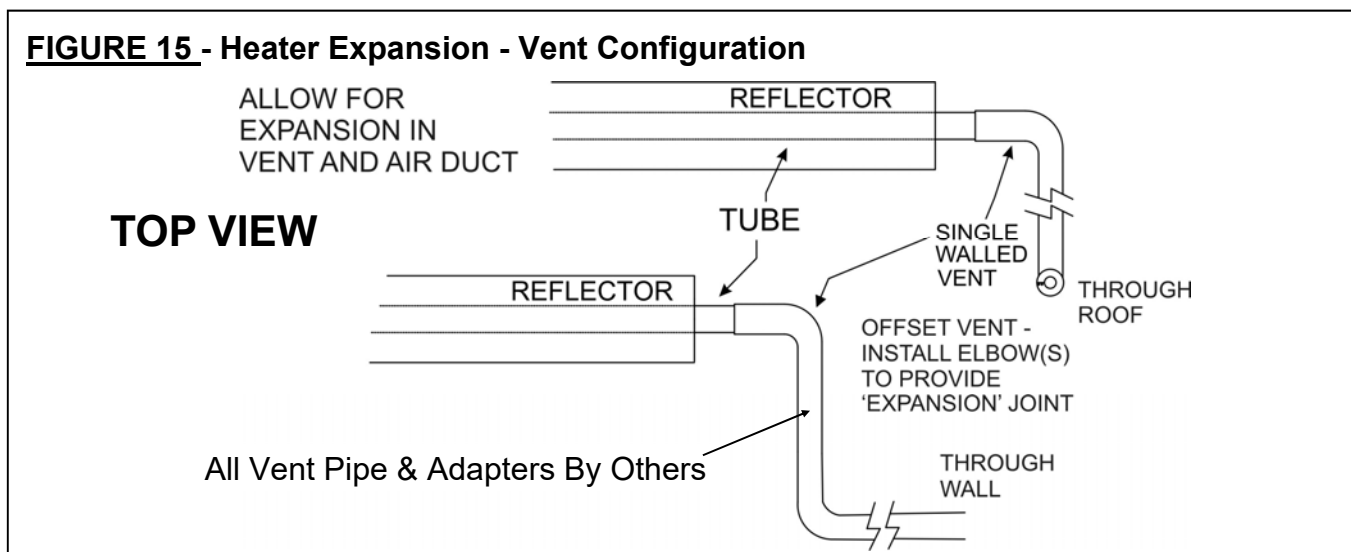 FIGURE 15 - Heater Expansion - Vent Configuration
ALLOW FOR
EXPANSION IN
VENT AND AIR DUCT
REFLECTOR
TOP VIEW
TUBE
SINGLE
WALLED
VENT
THROUGH
ROOF
REFLECTOR
OFFSET VENT -
INSTALL ELBOW(S)
TO PROVIDE
‘EXPANSION’ JOINT
All Vent Pipe & Adapters By Others
THROUGH
WALL